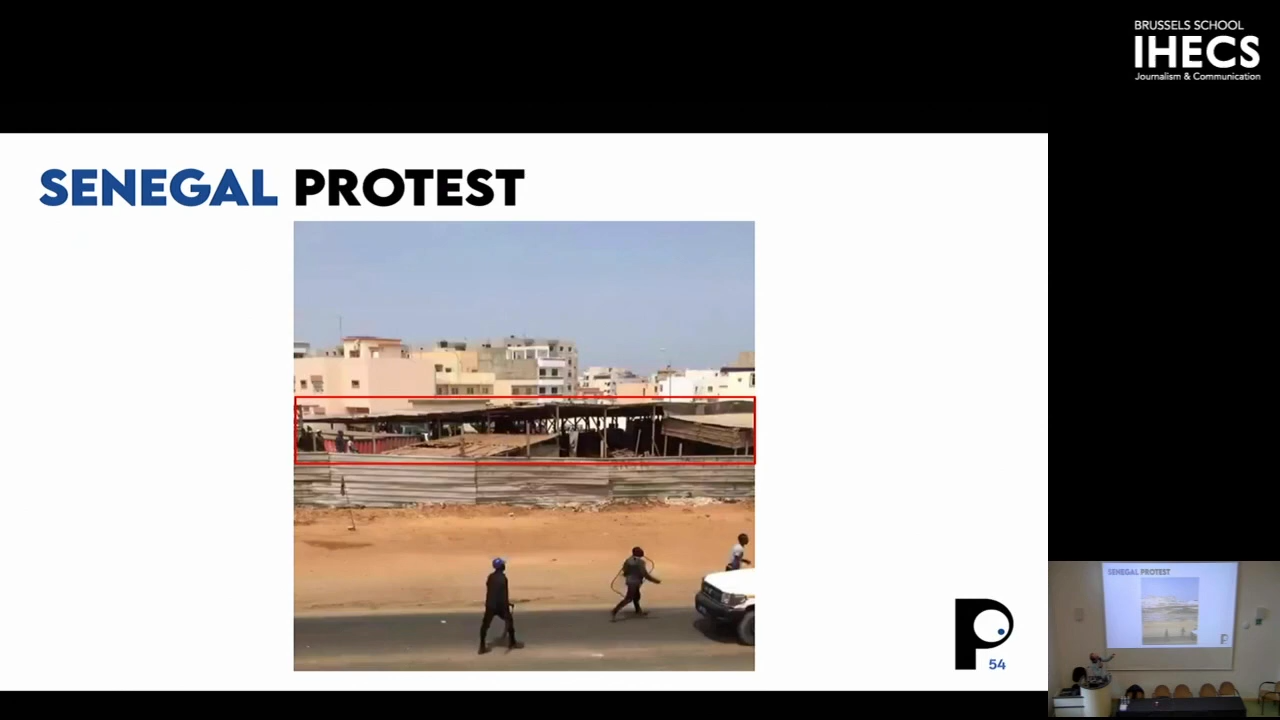 BRUSSELS SCHOOL
IHECS
Journalism & Communication
SENEGAL PROTEST
54
SENEGAL PROTEST